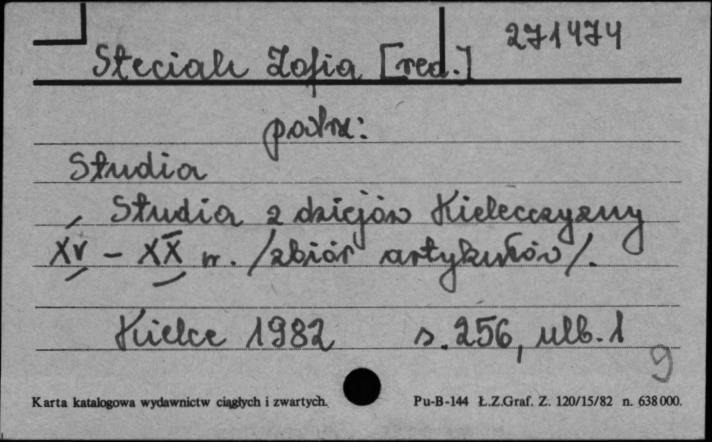 271474
Steciak Zofia [red.]
patrz:
Studia
Studia z dziejów Kielecczyzny
XV - XX w. /zbiór artykułów/.
Kielce 1982 s. 256, ulb. 1
9
Karta katalogowa wydawnictw ciągłych i zwartych. Pu-B-144 Ł.Z.Graf. Z. 120/15/82 n. 638000.